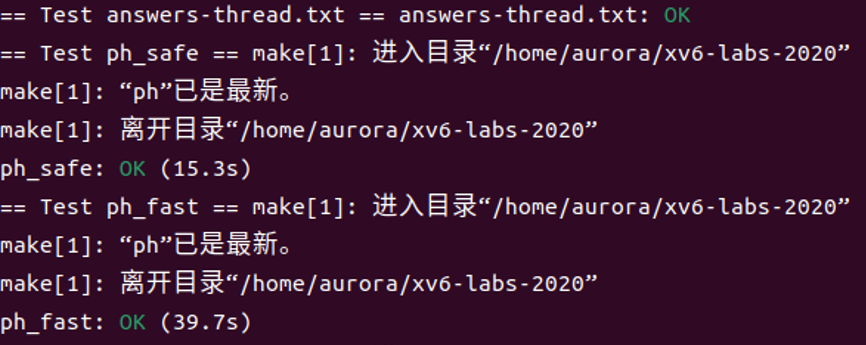 == Test answers-thread.txt == answers-thread.txt: OK
== Test ph_safe == make[1]: 进入目录“/home/aurora/xv6-labs-2020”
make[1]: “ph”已是最新。
make[1]: 离开目录“/home/aurora/xv6-labs-2020”
ph_safe: OK (15.3s)
== Test ph_fast == make[1]: 进入目录“/home/aurora/xv6-labs-2020”
make[1]: “ph”已是最新。
make[1]: 离开目录“/home/aurora/xv6-labs-2020”
ph_fast: OK (39.7s)